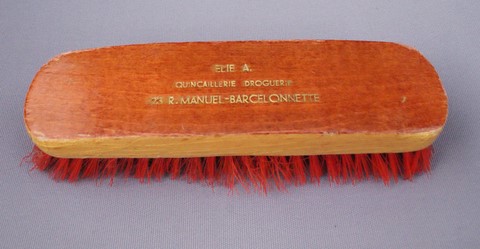 ELIE A.
QUINCAILLERIE DROGUERIE
R. MANUEL-BARCELONNETTE